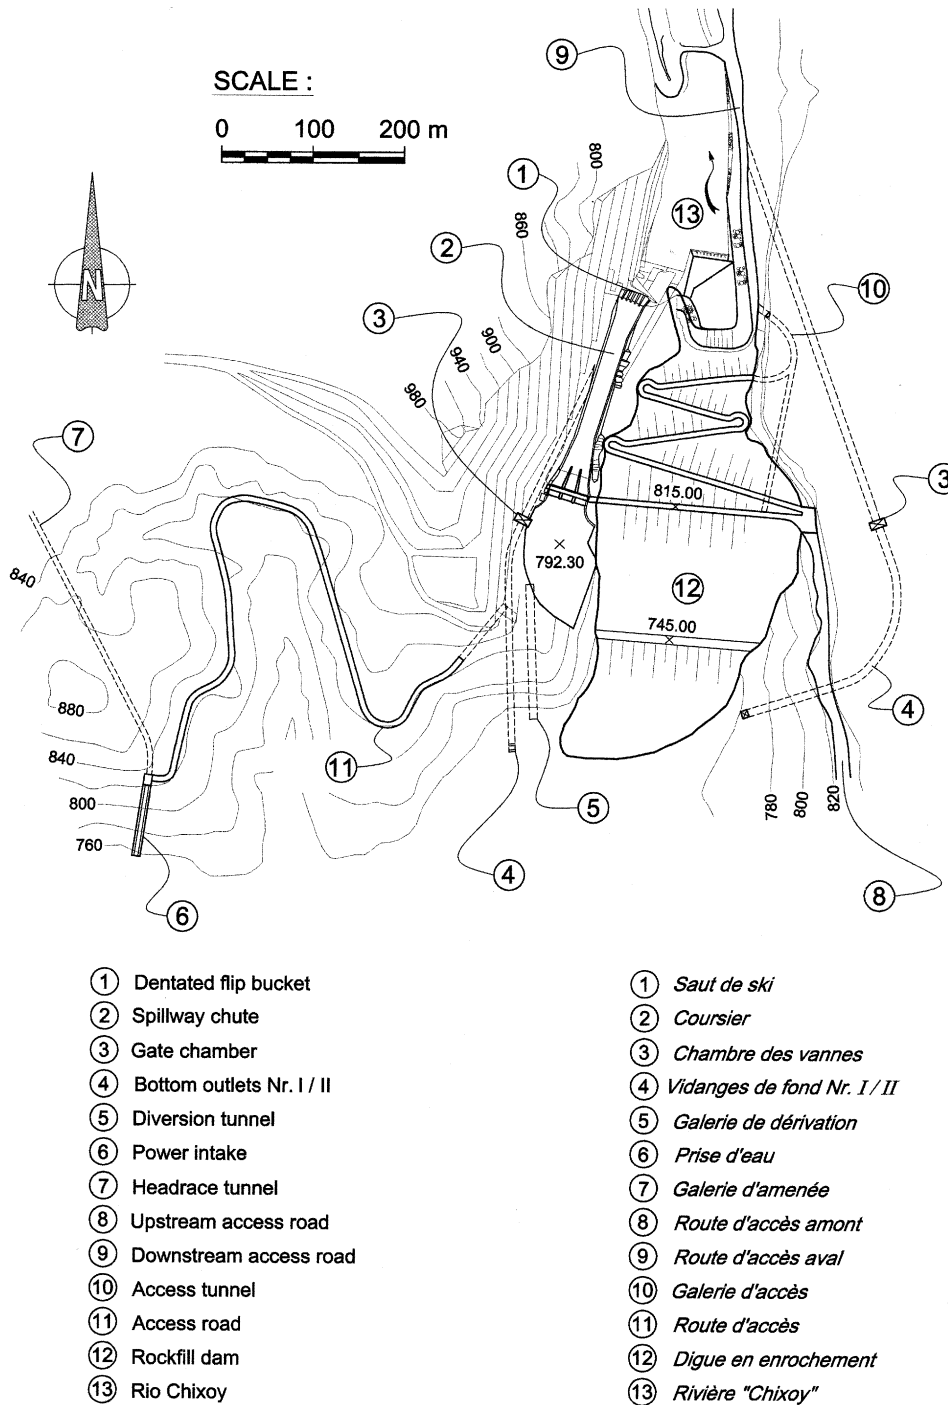 SCALE :
0 100 200 m
N
9
1
800
860
13
2
10
3
900
940
980
7
3
815.00
840
792.30
12
745.00
880
4
840
11
800
5
780
800
820
760
4
8
6
1 Dentated flip bucket
2 Spillway chute
3 Gate chamber
4 Bottom outlets Nr. I / II
5 Diversion tunnel
6 Power intake
7 Headrace tunnel
8 Upstream access road
9 Downstream access road
10 Access tunnel
11 Access road
12 Rockfill dam
13 Rio Chixoy
1 Saut de ski
2 Coursier
3 Chambre des vannes
4 Vidanges de fond Nr. I / II
5 Galerie de dérivation
6 Prise d'eau
7 Galerie d'amenée
8 Route d'accès amont
9 Route d'accès aval
10 Galerie d'accès
11 Route d'accès
12 Digue en enrochement
13 Rivière "Chixoy"